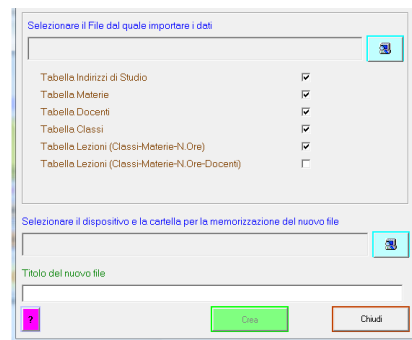 Selezionare il File dal quale importare i dati
Tabella Indirizzi di Studio
Tabella Materie
Tabella Docenti
Tabella Classi
Tabella Lezioni (Classi-Materie-N.Ore)
Tabella Lezioni (Classi-Materie-N.Ore-Docenti)
Selezionare il dispositivo e la cartella per la memorizzazione del nuovo file
Titolo del nuovo file
? Crea Chiudi